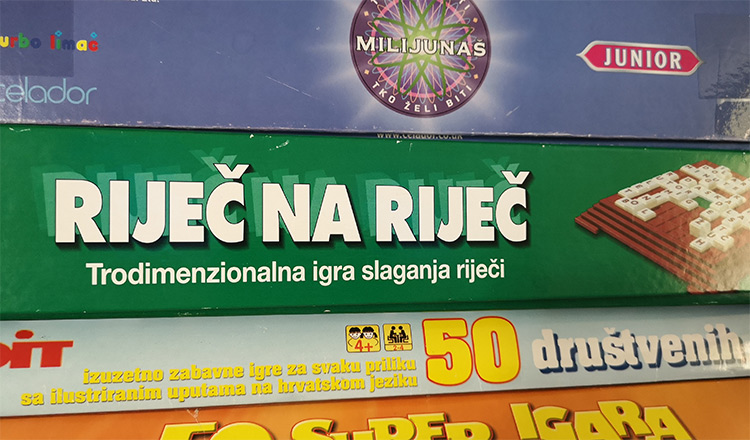 MILIJUNAŠ
TKO ŽELI BITI
JUNIOR
limač
celador
www.celador.co.uk
RIJEČ NA RIJEČ
Trodimenzionalna igra slaganja riječi
4+
50 društvenih
izuzetno zabavne igre za svaku priliku
sa ilustriranim uputama na hrvatskom jeziku
50 SUPER IGARA